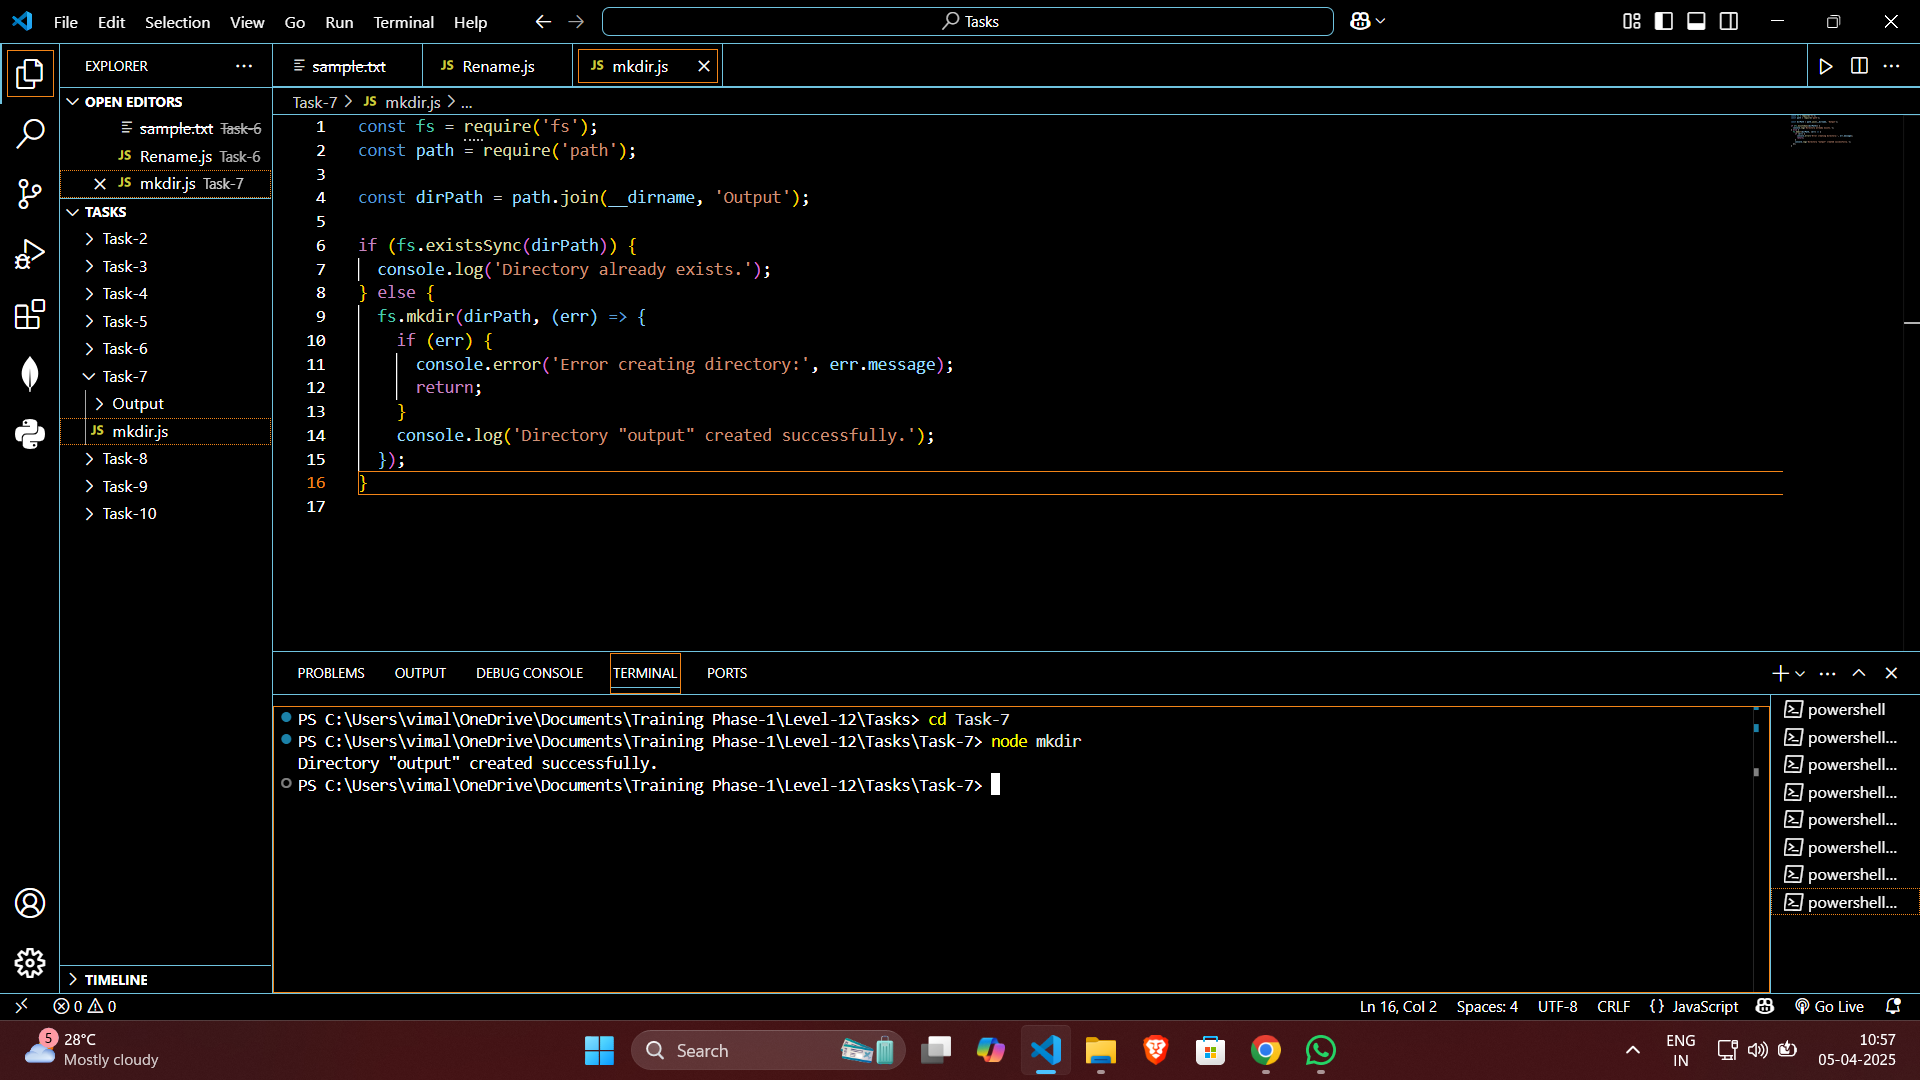 File Edit Selection View Go Run Terminal Help
Tasks
EXPLORER
OPEN EDITORS
sample.txt Task-6
JS Rename.js Task-6
JS mkdir.js Task-7
TASKS
Task-2
Task-3
Task-4
Task-5
Task-6
Task-7
Output
JS mkdir.js
Task-8
Task-9
Task-10
TIMELINE
sample.txt
JS Rename.js
JS mkdir.js
Task-7 > JS mkdir.js > ...
1 const fs = require('fs');
2 const path = require('path');
3
4 const dirPath = path.join(__dirname, 'Output');
5
6 if (fs.existsSync(dirPath)) {
7 console.log('Directory already exists.');
8 } else {
9 fs.mkdir(dirPath, (err) => {
10 if (err) {
11 console.error('Error creating directory:', err.message);
12 return;
13 }
14 console.log('Directory "output" created successfully.');
15 });
16 }
17
PROBLEMS OUTPUT DEBUG CONSOLE TERMINAL PORTS
PS C:\Users\vimal\OneDrive\Documents\Training Phase-1\Level-12\Tasks> cd Task-7
PS C:\Users\vimal\OneDrive\Documents\Training Phase-1\Level-12\Tasks\Task-7> node mkdir
Directory "output" created successfully.
PS C:\Users\vimal\OneDrive\Documents\Training Phase-1\Level-12\Tasks\Task-7>
powershell
powershell...
powershell...
powershell...
powershell...
powershell...
powershell...
powershell...
0 0
Ln 16, Col 2 Spaces: 4 UTF-8 CRLF {} JavaScript Go Live
5
28°C
Mostly cloudy
Search
ENG
IN
10:57
05-04-2025